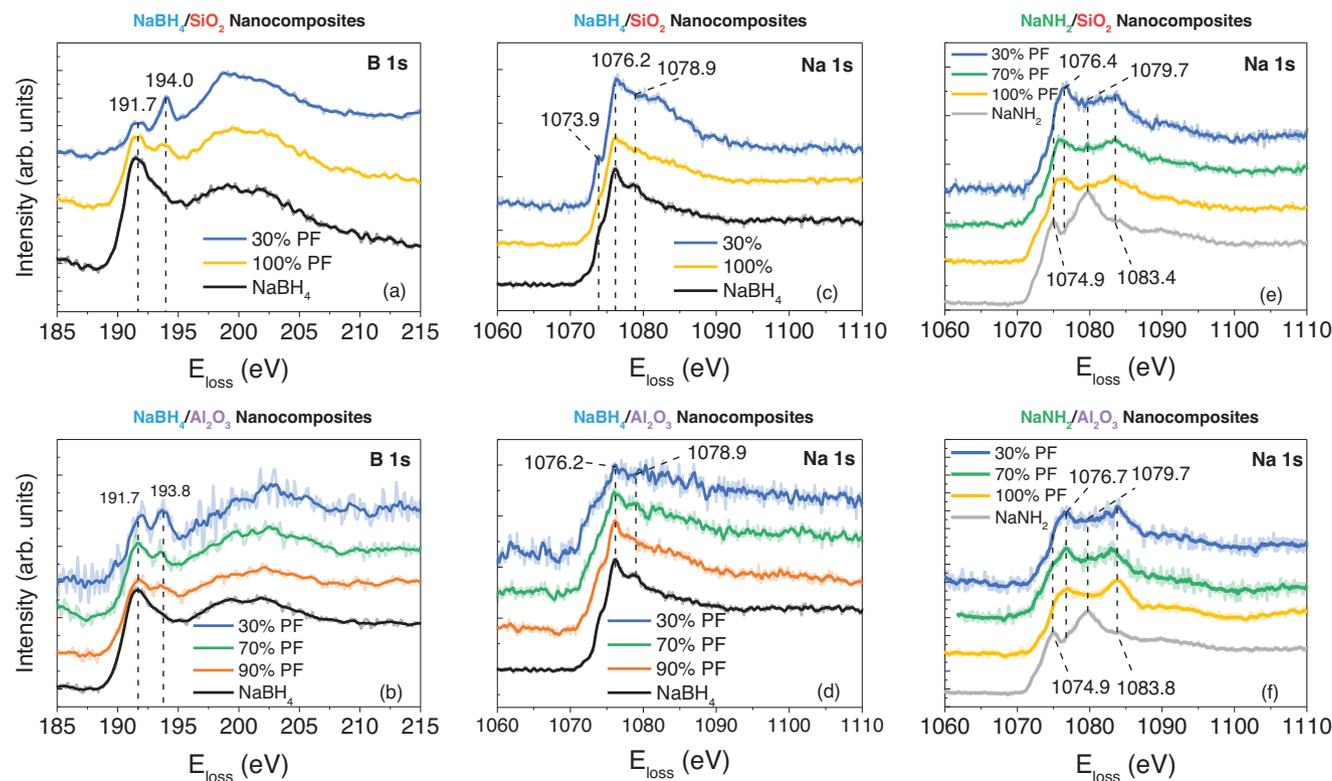 NaBH4/SiO2 Nanocomposites
B 1s
194.0
191.7
Intensity (arb. units)
30% PF
100% PF
NaBH4
(a)
185 190 195 200 205 210 215
Eloss (eV)
NaBH4/SiO2 Nanocomposites
Na 1s
1076.2
1078.9
1073.9
30%
100%
NaBH4
(c)
1060 1070 1080 1090 1100 1110
Eloss (eV)
NaNH2/SiO2 Nanocomposites
Na 1s
30% PF
70% PF
100% PF
NaNH2
1076.4
1079.7
1074.9
1083.4
(e)
1060 1070 1080 1090 1100 1110
Eloss (eV)
NaBH4/Al2O3 Nanocomposites
B 1s
191.7
193.8
Intensity (arb. units)
30% PF
70% PF
90% PF
NaBH4
(b)
185 190 195 200 205 210 215
Eloss (eV)
NaBH4/Al2O3 Nanocomposites
Na 1s
1076.2
1078.9
30% PF
70% PF
90% PF
NaBH4
(d)
1060 1070 1080 1090 1100 1110
Eloss (eV)
NaNH2/Al2O3 Nanocomposites
Na 1s
30% PF
70% PF
100% PF
NaNH2
1076.7
1079.7
1074.9
1083.8
(f)
1060 1070 1080 1090 1100 1110
Eloss (eV)